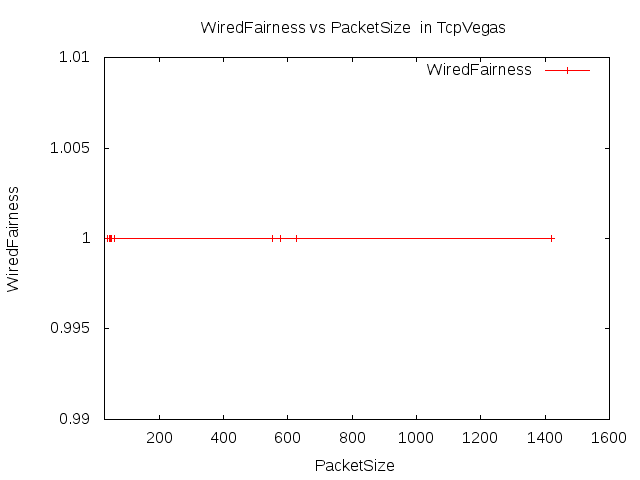 WiredFairness vs PacketSize  in TcpVegas
WiredFairness
1.01
1.005
1
0.995
0.99
WiredFairness
200 400 600 800 1000 1200 1400 1600
PacketSize